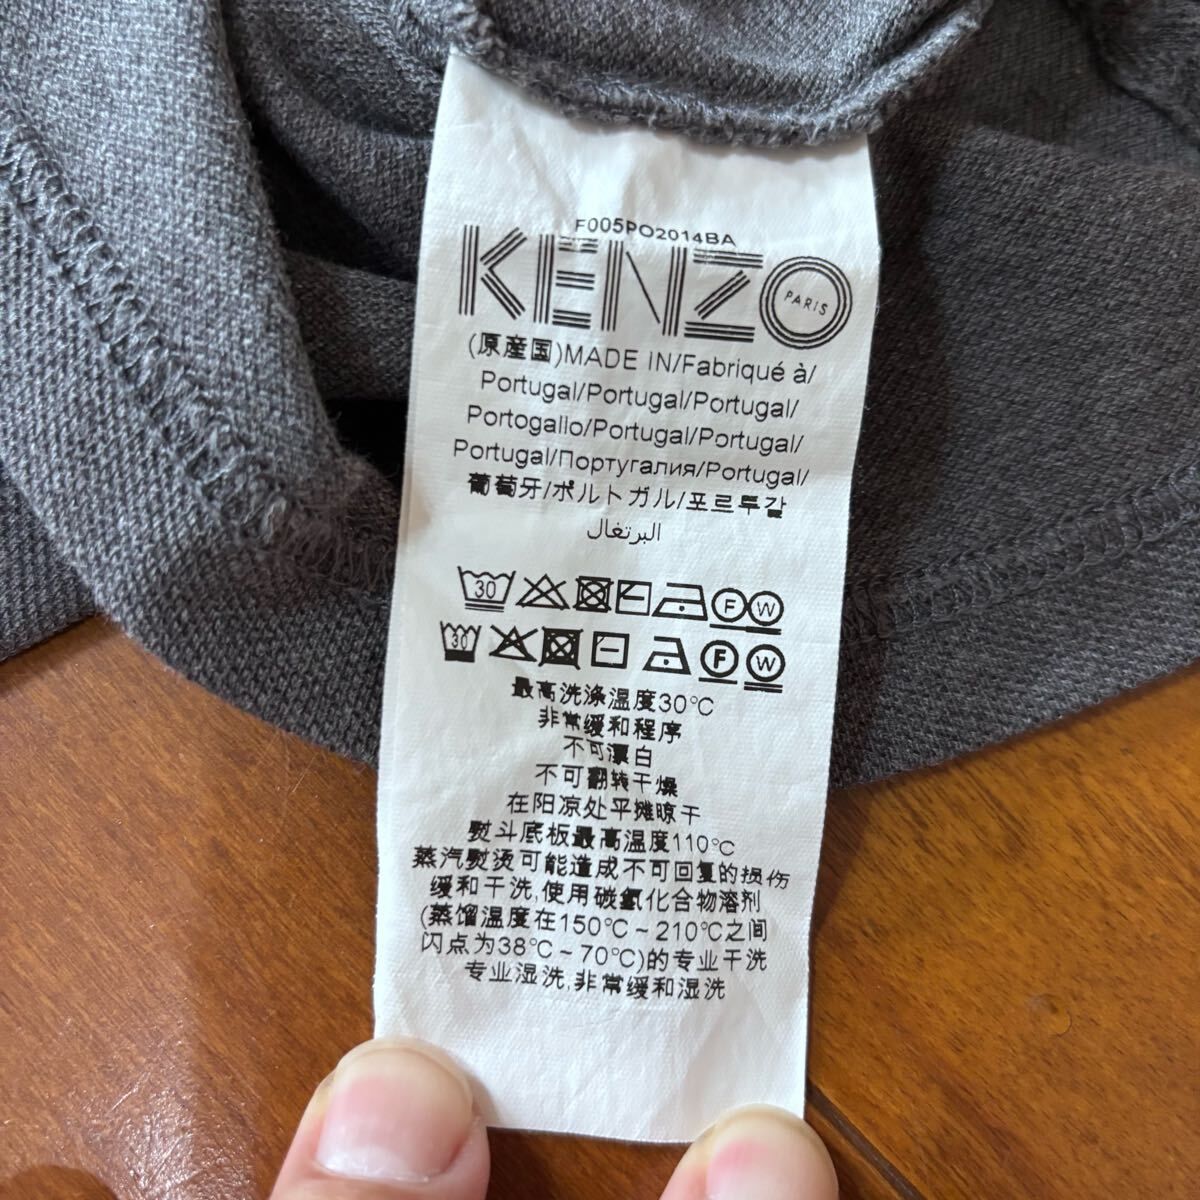 F005PO2014BA
KENZO
PARIS
(原産国)MADE IN/Fabriqué à/
Portugal/Portugal/Portugal/
Portogallo/Portugal/Portugal/
Portugal/Португалия/Portugal/
葡萄牙/ポルトガル/포르투갈
البرتغال
30 F W
30 F W
最高洗涤温度30℃
非常缓和程序
不可漂白
不可翻转干燥
在阳凉处平摊晾干
熨斗底板最高温度110℃
蒸汽熨烫可能造成不可回复的损伤
缓和干洗,使用碳氢化合物溶剂
(蒸馏温度在150℃~210℃之间
闪点为38℃~70℃)的专业干洗
专业湿洗,非常缓和湿洗